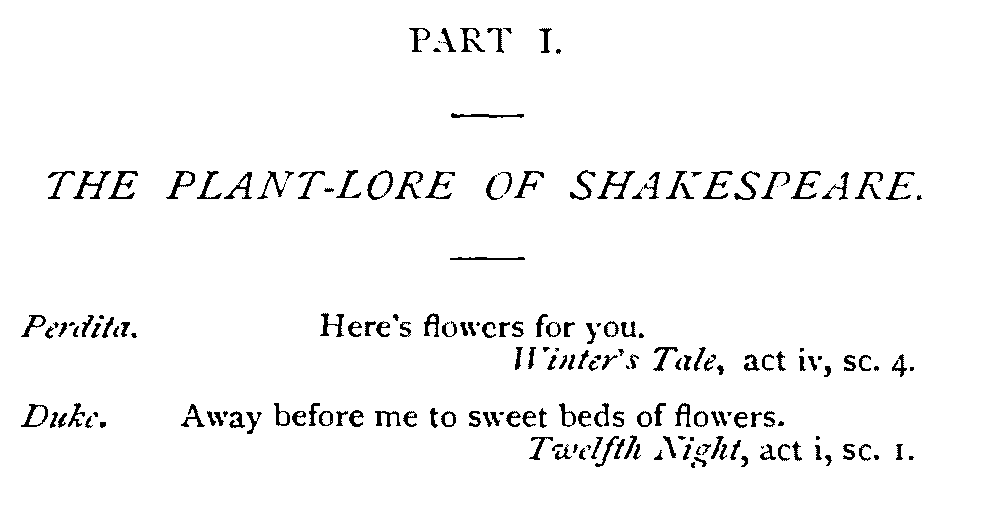 PART I.
THE PLANT-LORE OF SHAKESPEARE.
Perdita. Here's flowers for you.
Winter's Tale, act iv, sc. 4.
Duke. Away before me to sweet beds of flowers.
Twelfth Night, act i, sc. 1.